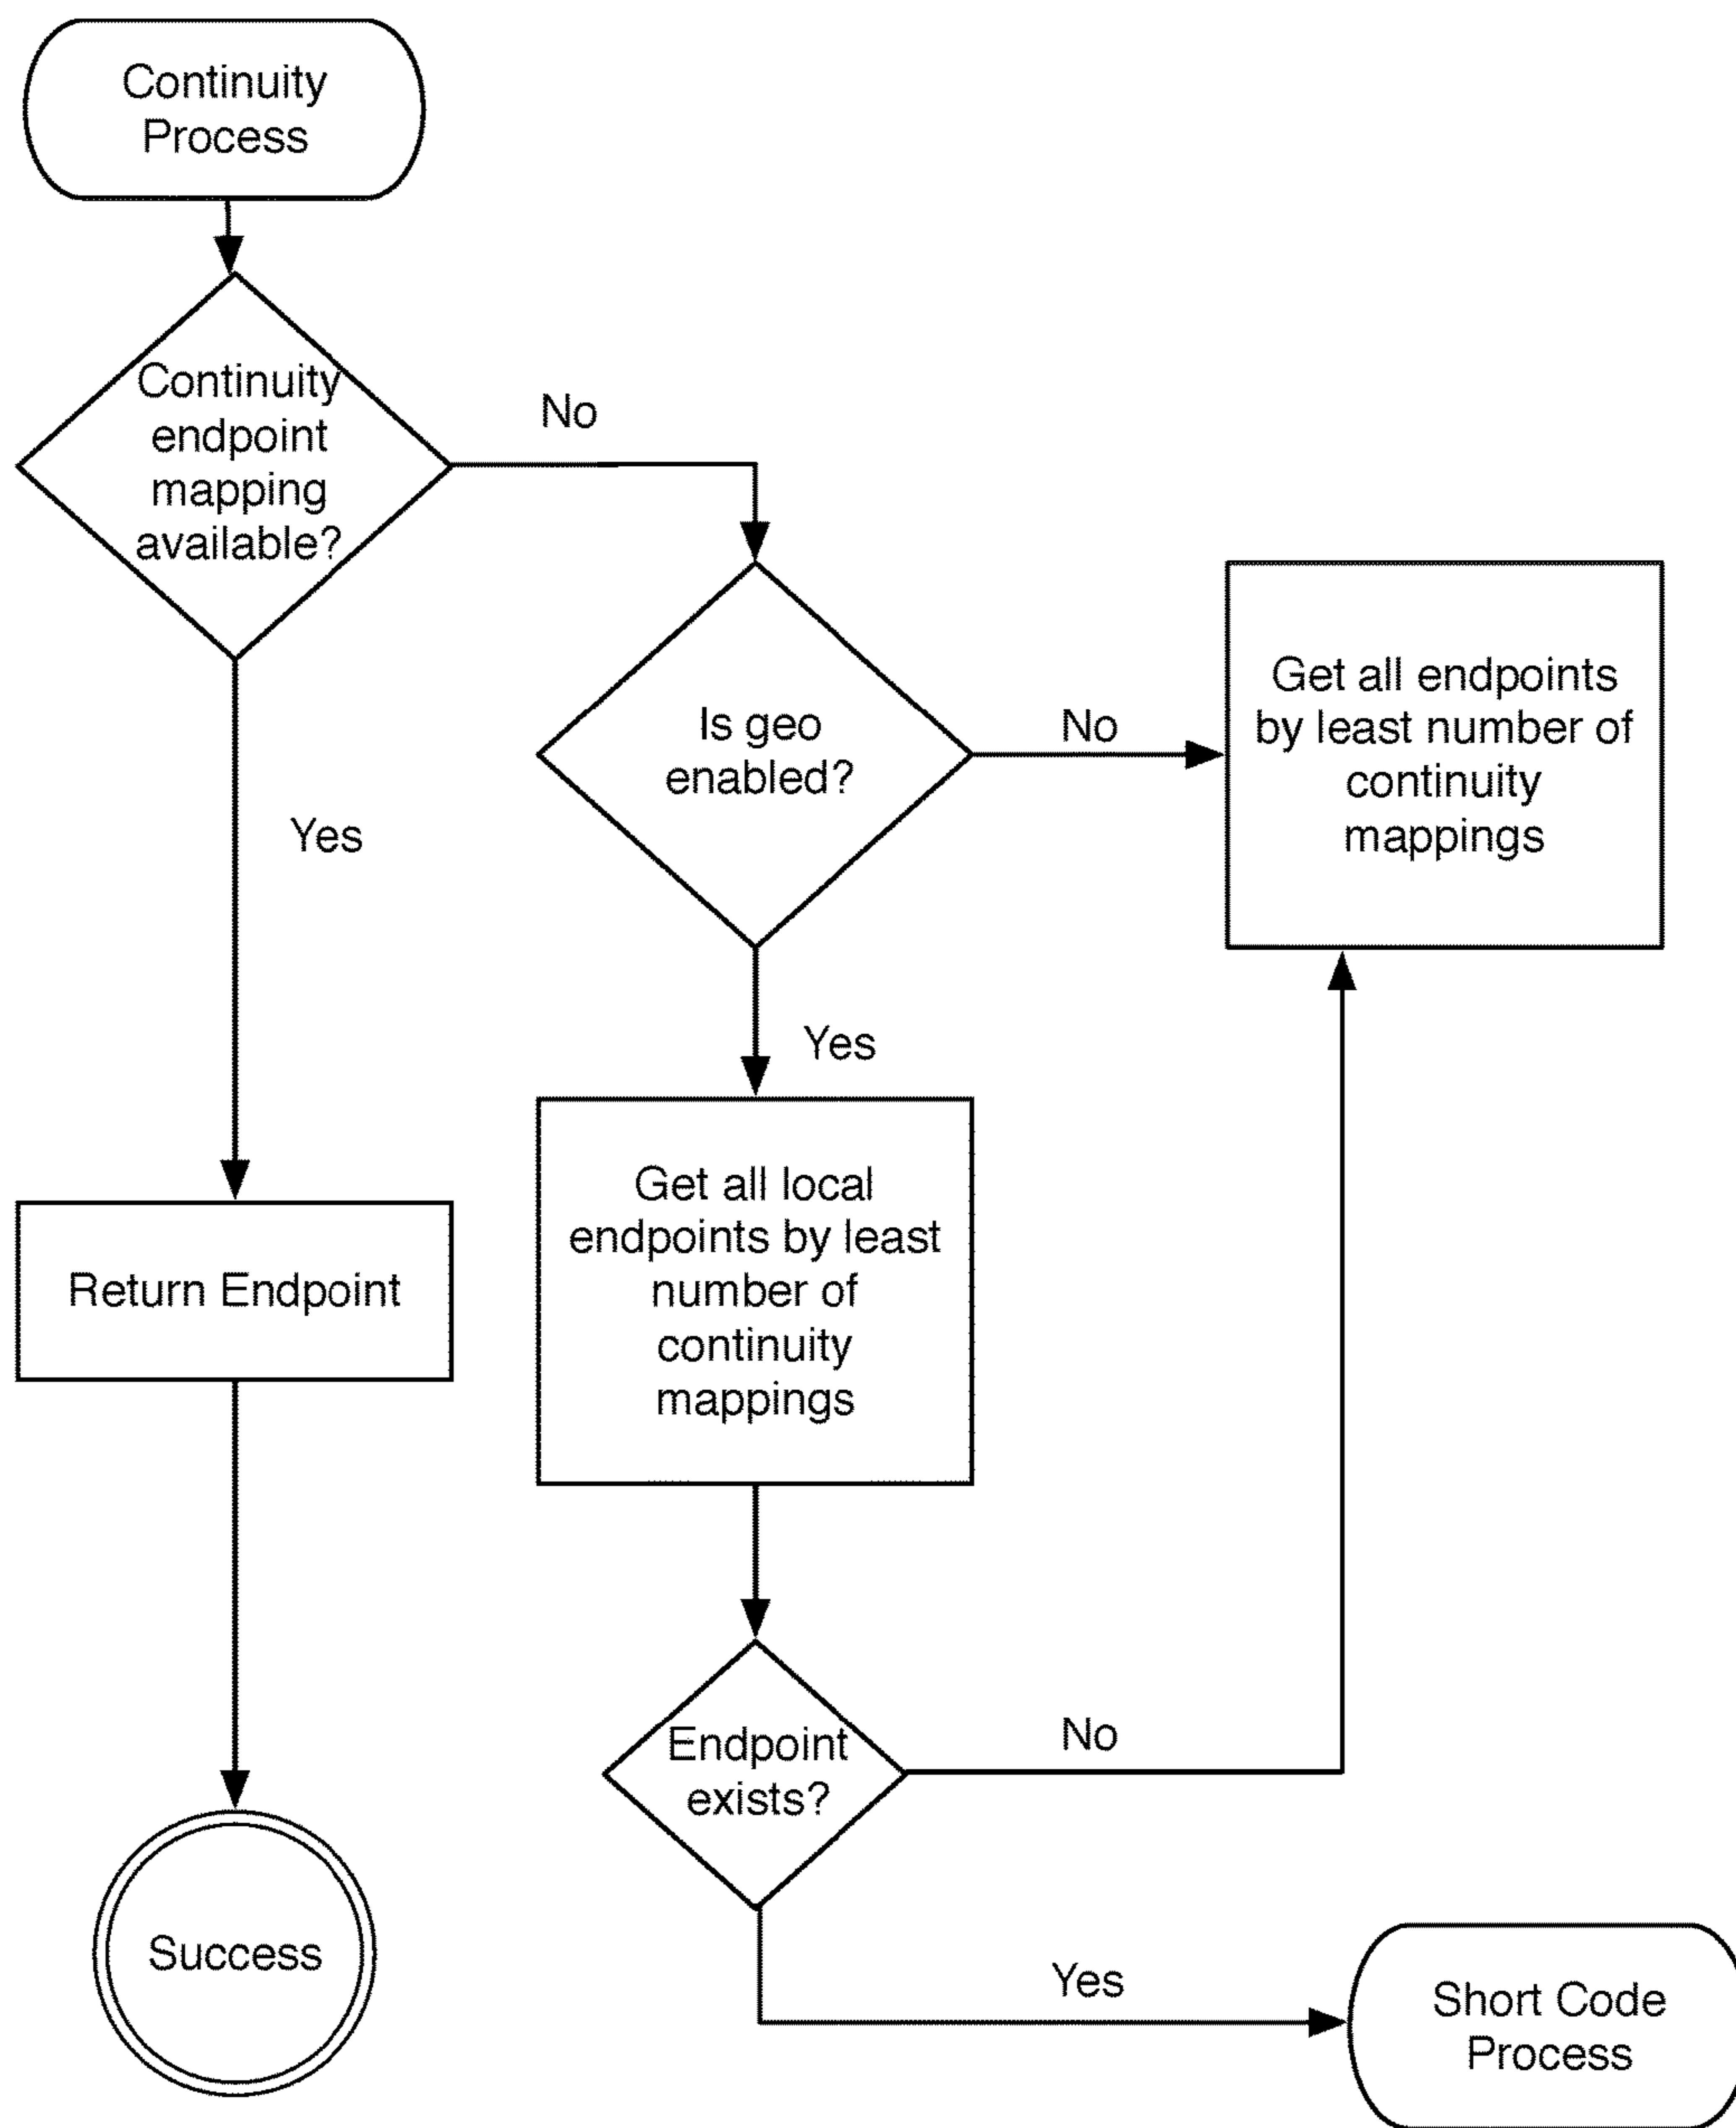 Continuity
Process
Continuity
endpoint
mapping
available?
No
Yes
Is geo
enabled?
No
Yes
Get all endpoints
by least number of
continuity
mappings
Return Endpoint
Get all local
endpoints by least
number of
continuity
mappings
Endpoint
exists?
No
Yes
Success
Short Code
Process